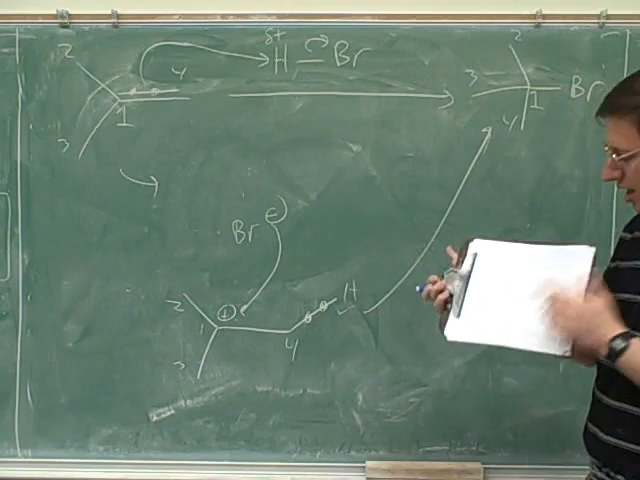 2 4 δ+ H — Br
3 1
2
3 1 Br
4
Br ⊖
2 1 ⊕ H
3 4